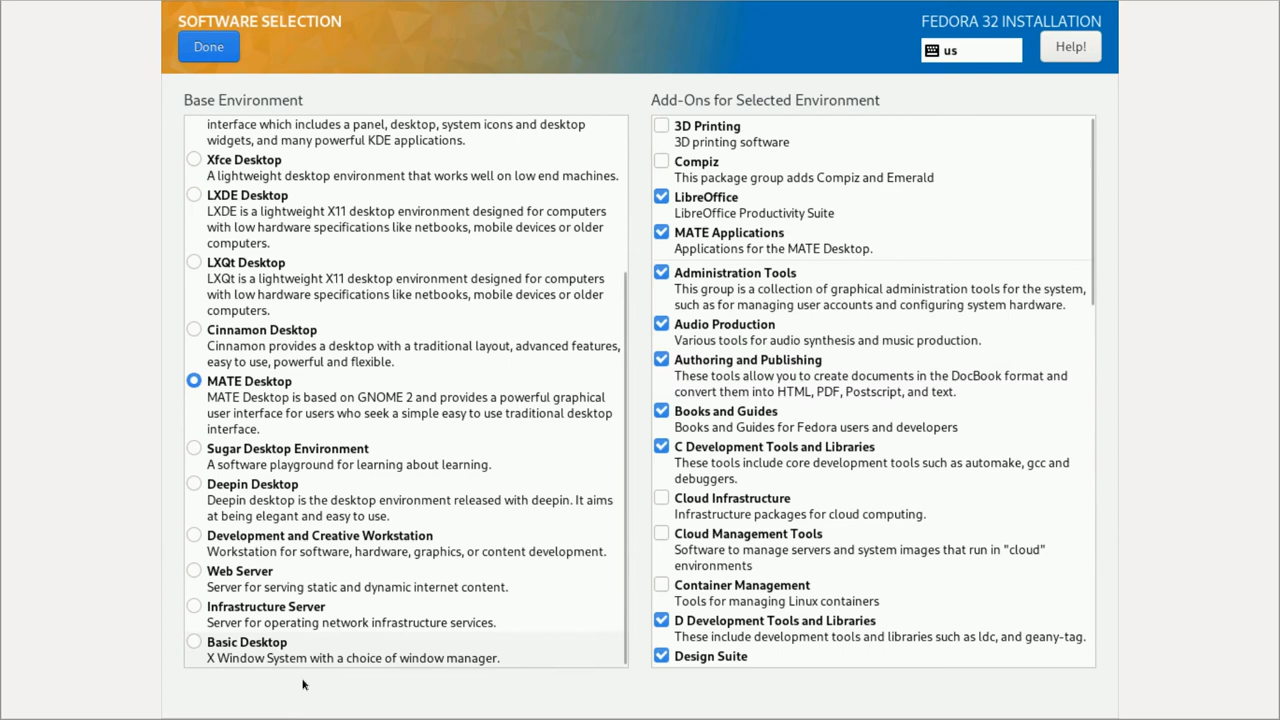 SOFTWARE SELECTION
FEDORA 32 INSTALLATION
Done
us
Help!
Base Environment
interface which includes a panel, desktop, system icons and desktop
widgets, and many powerful KDE applications.
Xfce Desktop
A lightweight desktop environment that works well on low end machines.
LXDE Desktop
LXDE is a lightweight X11 desktop environment designed for computers
with low hardware specifications like netbooks, mobile devices or older
computers.
LXQt Desktop
LXQt is a lightweight X11 desktop environment designed for computers
with low hardware specifications like netbooks, mobile devices or older
computers.
Cinnamon Desktop
Cinnamon provides a desktop with a traditional layout, advanced features,
easy to use, powerful and flexible.
MATE Desktop
MATE Desktop is based on GNOME 2 and provides a powerful graphical
user interface for users who seek a simple easy to use traditional desktop
interface.
Sugar Desktop Environment
A software playground for learning about learning.
Deepin Desktop
Deepin desktop is the desktop environment released with deepin. It aims
at being elegant and easy to use.
Development and Creative Workstation
Workstation for software, hardware, graphics, or content development.
Web Server
Server for serving static and dynamic internet content.
Infrastructure Server
Server for operating network infrastructure services.
Basic Desktop
X Window System with a choice of window manager.
Add-Ons for Selected Environment
3D Printing
3D printing software
Compiz
This package group adds Compiz and Emerald
LibreOffice
LibreOffice Productivity Suite
MATE Applications
Applications for the MATE Desktop.
Administration Tools
This group is a collection of graphical administration tools for the system,
such as for managing user accounts and configuring system hardware.
Audio Production
Various tools for audio synthesis and music production.
Authoring and Publishing
These tools allow you to create documents in the DocBook format and
convert them into HTML, PDF, Postscript, and text.
Books and Guides
Books and Guides for Fedora users and developers
C Development Tools and Libraries
These tools include core development tools such as automake, gcc and
debuggers.
Cloud Infrastructure
Infrastructure packages for cloud computing.
Cloud Management Tools
Software to manage servers and system images that run in "cloud"
environments
Container Management
Tools for managing Linux containers
D Development Tools and Libraries
These include development tools and libraries such as ldc, and geany-tag.
Design Suite